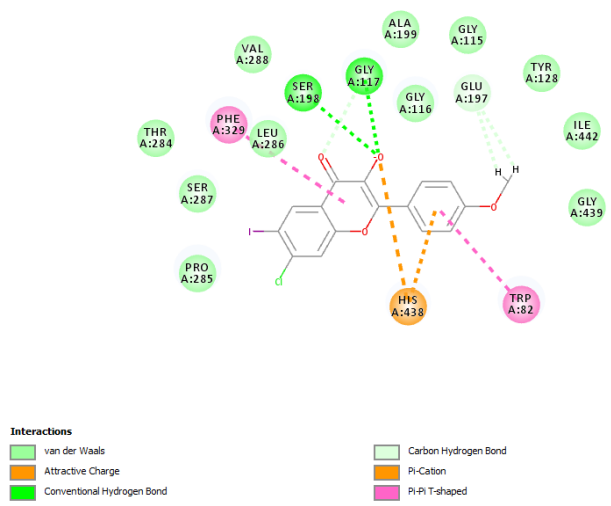 ALA
A:199
GLY
A:115
VAL
A:288
GLY
A:117
TYR
A:128
SER
A:198
GLU
A:197
GLY
A:116
PHE
A:329
ILE
A:442
THR
A:284
LEU
A:286
O
O
H
H
SER
A:287
GLY
A:439
O
I
O
PRO
A:285
Cl
HIS
A:438
TRP
A:82
Interactions
van der Waals
Carbon Hydrogen Bond
Attractive Charge
Pi-Cation
Conventional Hydrogen Bond
Pi-Pi T-shaped